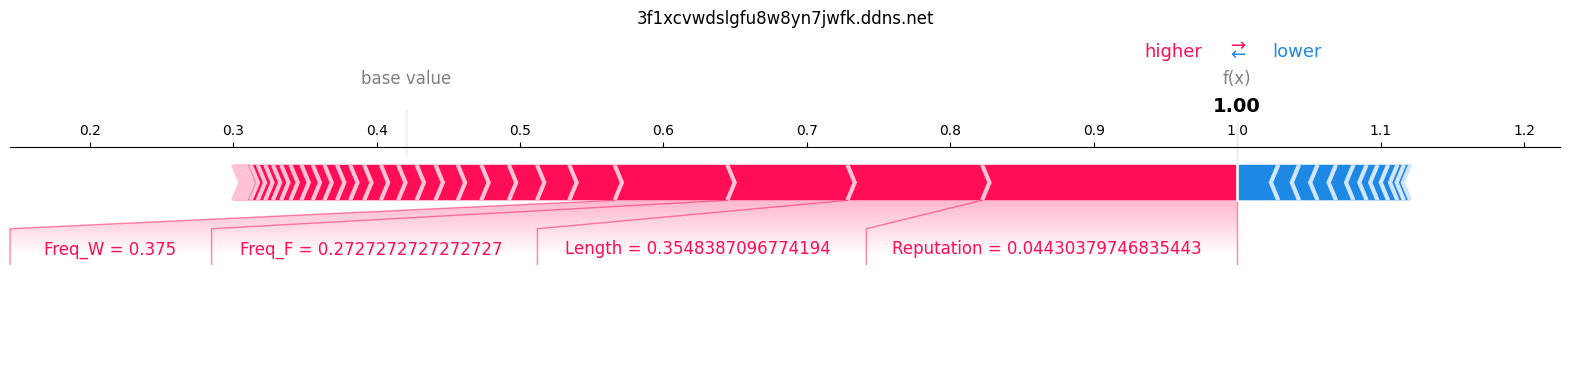 3f1xcvwdslgfu8w8yn7jwfk.ddns.net
higher → ← lower
base value f(x)
1.00
0.2 0.3 0.4 0.5 0.6 0.7 0.8 0.9 1 0 1.1 1.2
Freq_W = 0.375 Freq_F = 0.2727272727272727 Length = 0.3548387096774194 Reputation = 0.04430379746835443